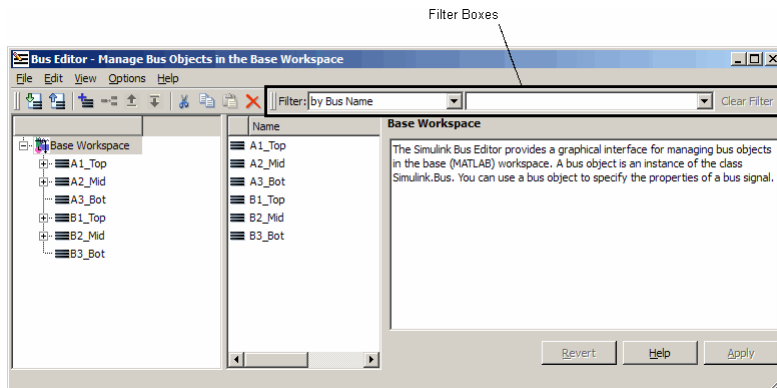 Filter Boxes
Bus Editor - Manage Bus Objects in the Base Workspace
File Edit View Options Help
Filter: by Bus Name Clear Filter
Base Workspace
A1_Top
A2_Mid
A3_Bot
B1_Top
B2_Mid
B3_Bot
Name
A1_Top
A2_Mid
A3_Bot
B1_Top
B2_Mid
B3_Bot
Base Workspace
The Simulink Bus Editor provides a graphical interface for managing bus objects
in the base (MATLAB) workspace. A bus object is an instance of the class
Simulink.Bus. You can use a bus object to specify the properties of a bus signal.
Revert Help Apply